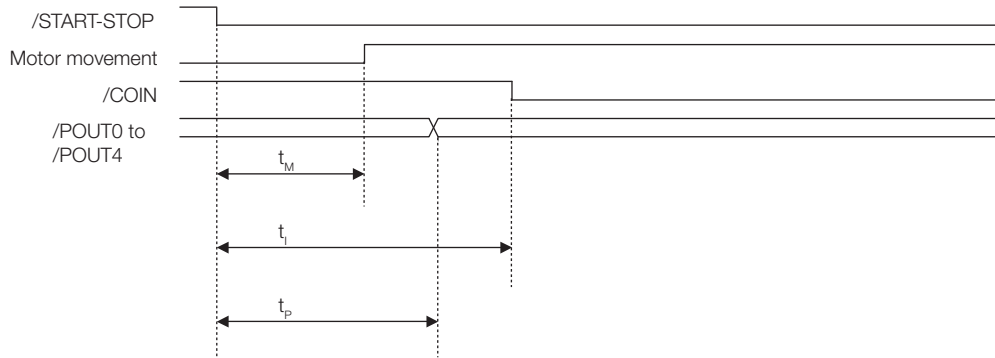 /START-STOP
Motor movement
/COIN
/POUT0 to
/POUT4
tM
tI
tP